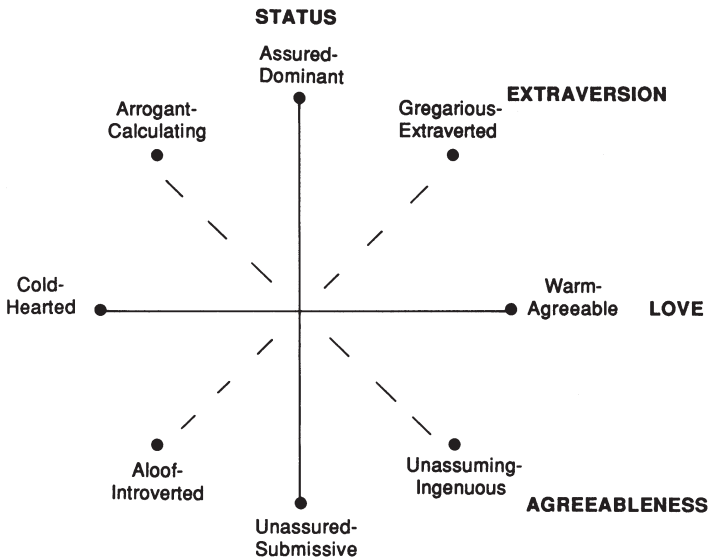 STATUS
Assured-
Dominant
Arrogant-
Calculating
Gregarious-
Extraverted
EXTRAVERSION
Cold-
Hearted
Warm-
Agreeable
LOVE
Aloof-
Introverted
Unassuming-
Ingenuous
AGREEABLENESS
Unassured-
Submissive